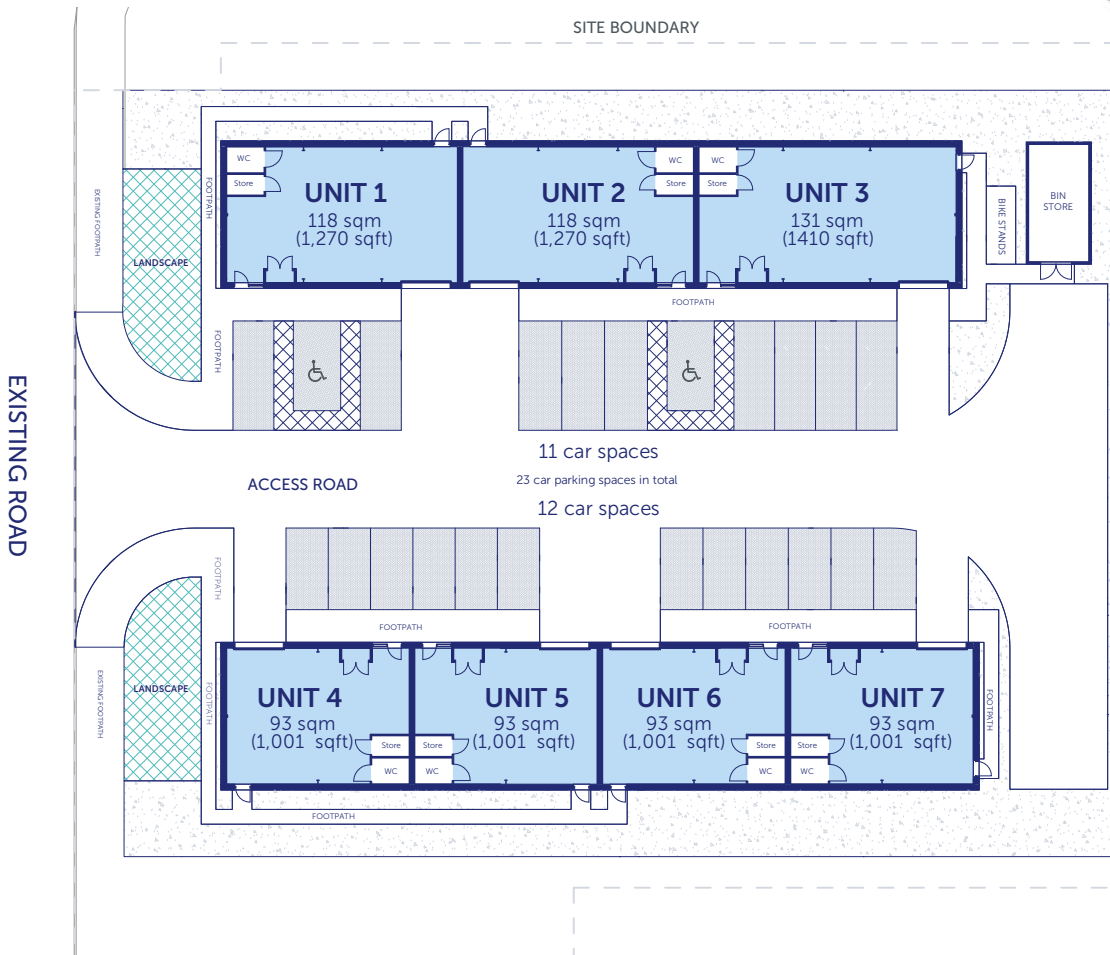 SITE BOUNDARY
WC
Store
UNIT 1
118 sqm
(1,270 sqft)
UNIT 2
118 sqm
(1,270 sqft)
WC
Store
WC
Store
UNIT 3
131 sqm
(1410 sqft)
BIKE STANDS
BIN
STORE
EXISTING FOOTPATH
FOOTPATH
LANDSCAPE
FOOTPATH
FOOTPATH
EXISTING ROAD
11 car spaces
23 car parking spaces in total
12 car spaces
ACCESS ROAD
FOOTPATH
FOOTPATH
FOOTPATH
EXISTING FOOTPATH
LANDSCAPE
FOOTPATH
UNIT 4
93 sqm
(1,001 sqft)
Store
WC
UNIT 5
93 sqm
(1,001 sqft)
Store
WC
UNIT 6
93 sqm
(1,001 sqft)
Store
WC
UNIT 7
93 sqm
(1,001 sqft)
Store
WC
FOOTPATH
FOOTPATH